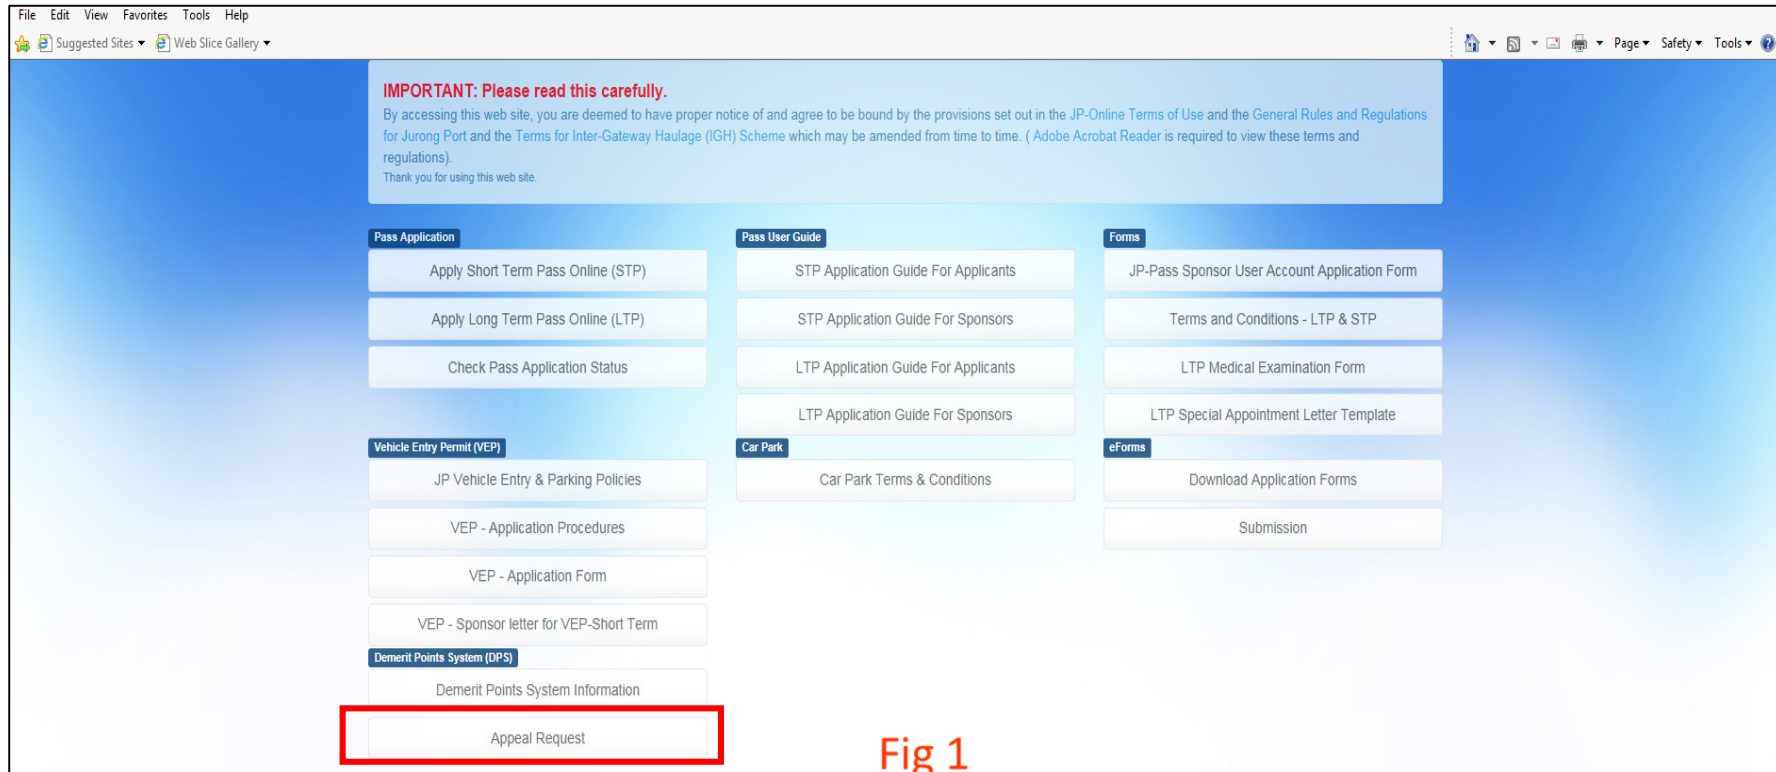 File Edit View Favorites Tools Help
Suggested Sites Web Slice Gallery Page Safety Tools
IMPORTANT: Please read this carefully.
By accessing this web site, you are deemed to have proper notice of and agree to be bound by the provisions set out in the JP-Online Terms of Use and the General Rules and Regulations
for Jurong Port and the Terms for Inter-Gateway Haulage (IGH) Scheme which may be amended from time to time. ( Adobe Acrobat Reader is required to view these terms and
regulations).
Thank you for using this web site.
Pass Application
Apply Short Term Pass Online (STP)
Apply Long Term Pass Online (LTP)
Check Pass Application Status
Pass User Guide
STP Application Guide For Applicants
STP Application Guide For Sponsors
LTP Application Guide For Applicants
LTP Application Guide For Sponsors
Forms
JP-Pass Sponsor User Account Application Form
Terms and Conditions - LTP & STP
LTP Medical Examination Form
LTP Special Appointment Letter Template
Vehicle Entry Permit (VEP)
JP Vehicle Entry & Parking Policies
VEP - Application Procedures
VEP - Application Form
VEP - Sponsor letter for VEP-Short Term
Car Park
Car Park Terms & Conditions
eForms
Download Application Forms
Submission
Demerit Points System (DPS)
Demerit Points System Information
Appeal Request
Fig 1